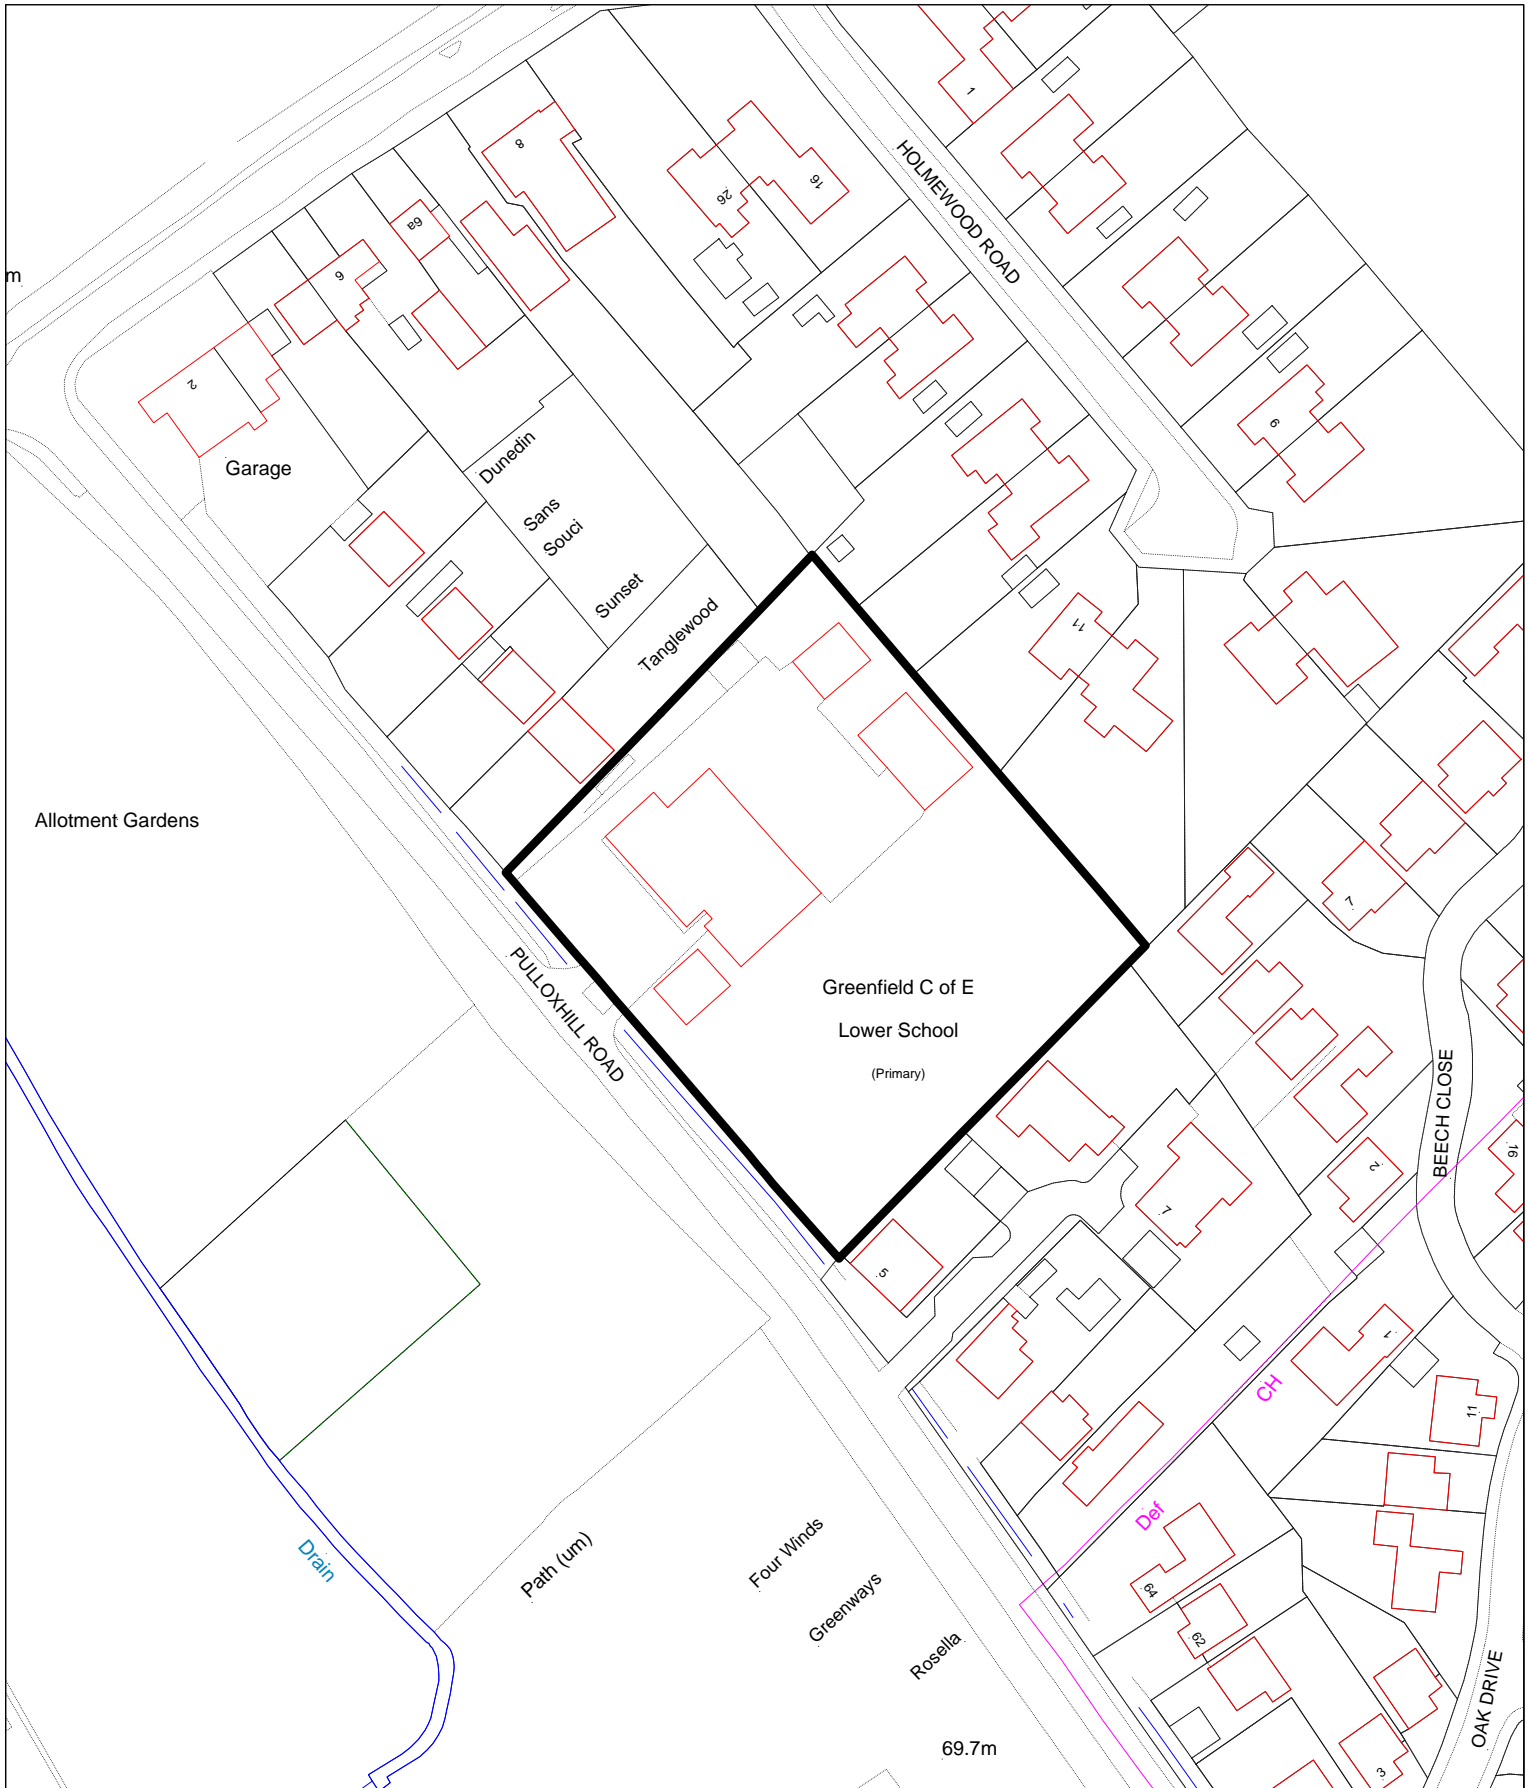 1
8
HOLMEWOOD ROAD
16
26
6a
6
m
2
9
Garage
Dunedin
Sans
Souci
Sunset
Tanglewood
11
Allotment Gardens
7
PULLOXHILL ROAD
Greenfield C of E
Lower School
(Primary)
BEECH CLOSE
16
2
7
5
1
CH
11
Def
Drain
Path (um)
Four Winds
Greenways
Rosella
64
62
OAK DRIVE
69.7m
3